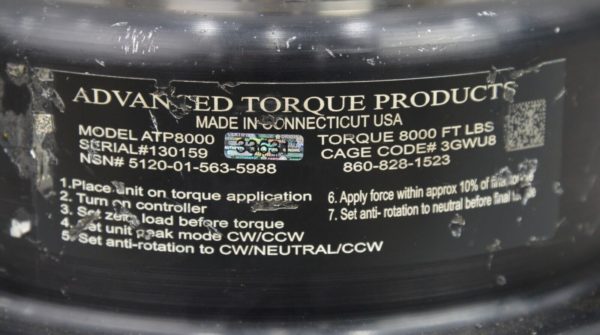 ADVANCED TORQUE PRODUCTS
MADE IN CONNECTICUT USA
MODEL ATP8000
SERIAL#130159
NSN# 5120-01-563-5988
TORQUE 8000 FT LBS
CAGE CODE# 3GWU8
860-828-1523
1.Place unit on torque application
2. Turn on controller
3. Set zero load before torque
4. Set unit peak mode CW/CCW
5. Set anti-rotation to CW/NEUTRAL/CCW
6. Apply force within approx 10% of final torque
7. Set anti- rotation to neutral before final torque